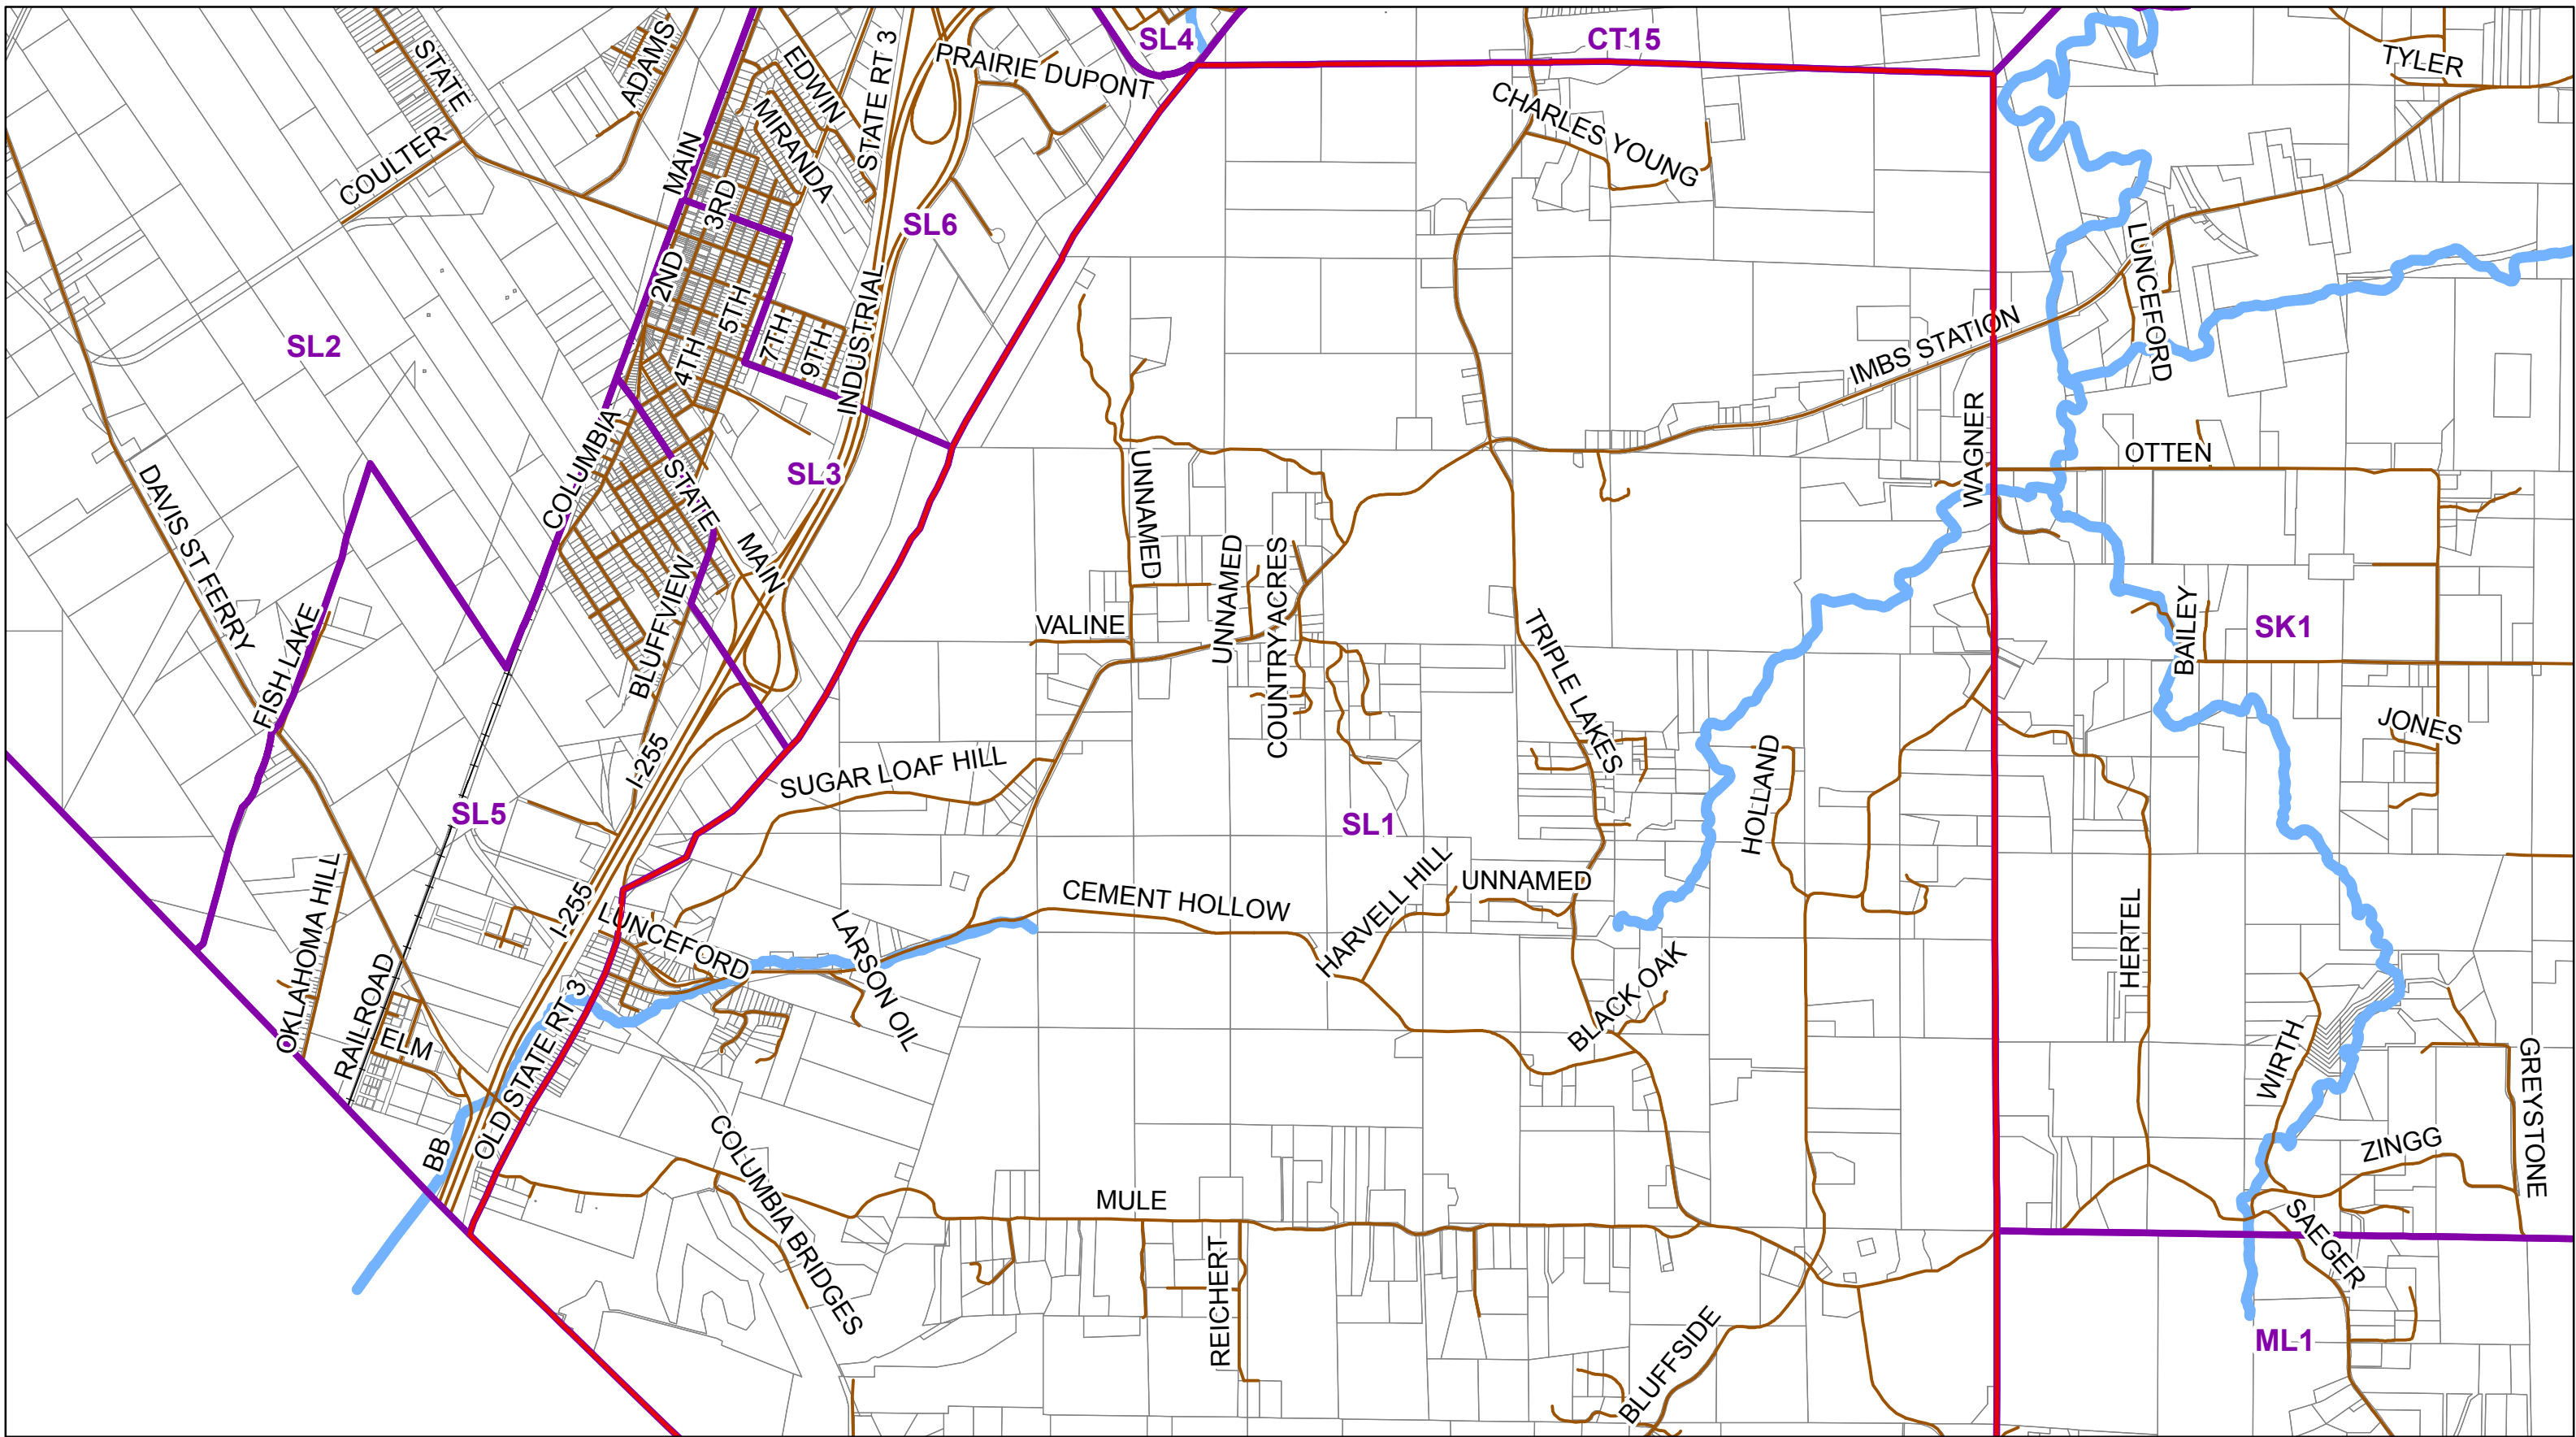 SL4
CT15
STATE
ADAMS
EDWIN
STATE RT 3
PRAIRIE DUPONT
TYLER
CHARLES YOUNG
MIRANDA
COULTER
MAIN
3RD
SL6
LUNCEFORD
2ND
5TH
INDUSTRIAL
SL2
7TH
9TH
4TH
IMBS STATION
WAGNER
COLUMBIA
OTTEN
SL3
STATE
UNNAMED
DAVIS ST FERRY
MAIN
UNNAMED
COUNTRY ACRES
BLUFFVIEW
VALINE
FISH LAKE
TRIPLE LAKES
BAILEY
SK1
JONES
I-255
SUGAR LOAF HILL
HOLLAND
SL5
SL1
OKLAHOMA HILL
I-255
LUNCEFORD
CEMENT HOLLOW
HARVELL HILL
UNNAMED
HERTEL
LARSON OIL
RAILROAD
BLACK OAK
ELM
OLD STATE RT 3
WIRTH
GREYSTONE
BB
ZINGG
COLUMBIA BRIDGES
MULE
SAEGER
REICHERT
BLUFFSIDE
ML1